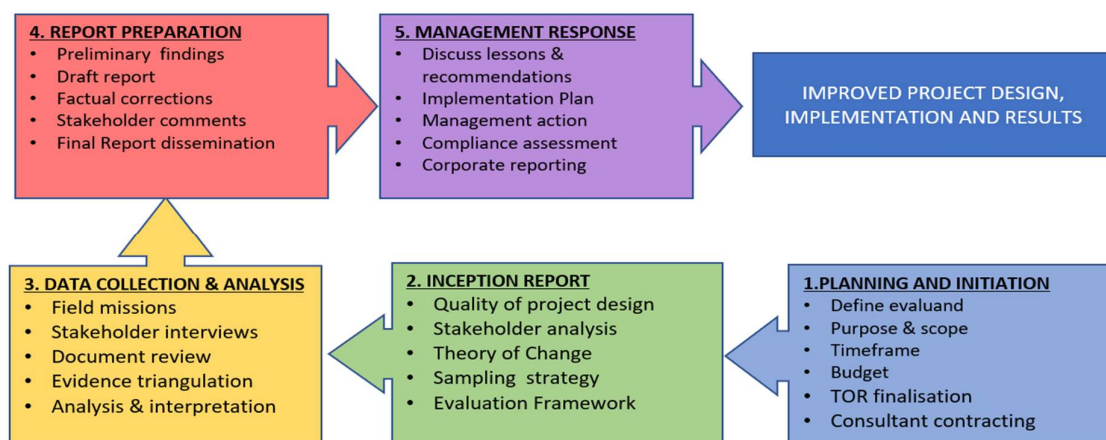 4. REPORT PREPARATION
• Preliminary findings
• Draft report
• Factual corrections
• Stakeholder comments
• Final Report dissemination
5. MANAGEMENT RESPONSE
• Discuss lessons &
recommendations
• Implementation Plan
• Management action
• Compliance assessment
• Corporate reporting
IMPROVED PROJECT DESIGN,
IMPLEMENTATION AND RESULTS
3. DATA COLLECTION & ANALYSIS
• Field missions
• Stakeholder interviews
• Document review
• Evidence triangulation
• Analysis & interpretation
2. INCEPTION REPORT
• Quality of project design
• Stakeholder analysis
• Theory of Change
• Sampling strategy
• Evaluation Framework
1.PLANNING AND INITIATION
• Define evaluand
• Purpose & scope
• Timeframe
• Budget
• TOR finalisation
• Consultant contracting